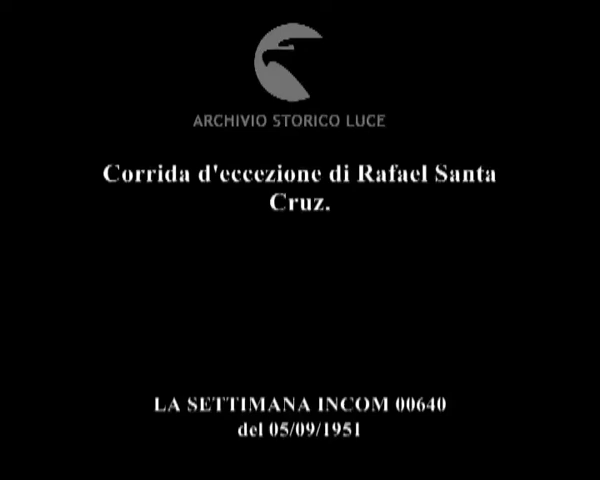 ARCHIVIO STORICO LUCE
Corrida d'eccezione di Rafael Santa
Cruz.
LA SETTIMANA INCOM 00640
del 05/09/1951